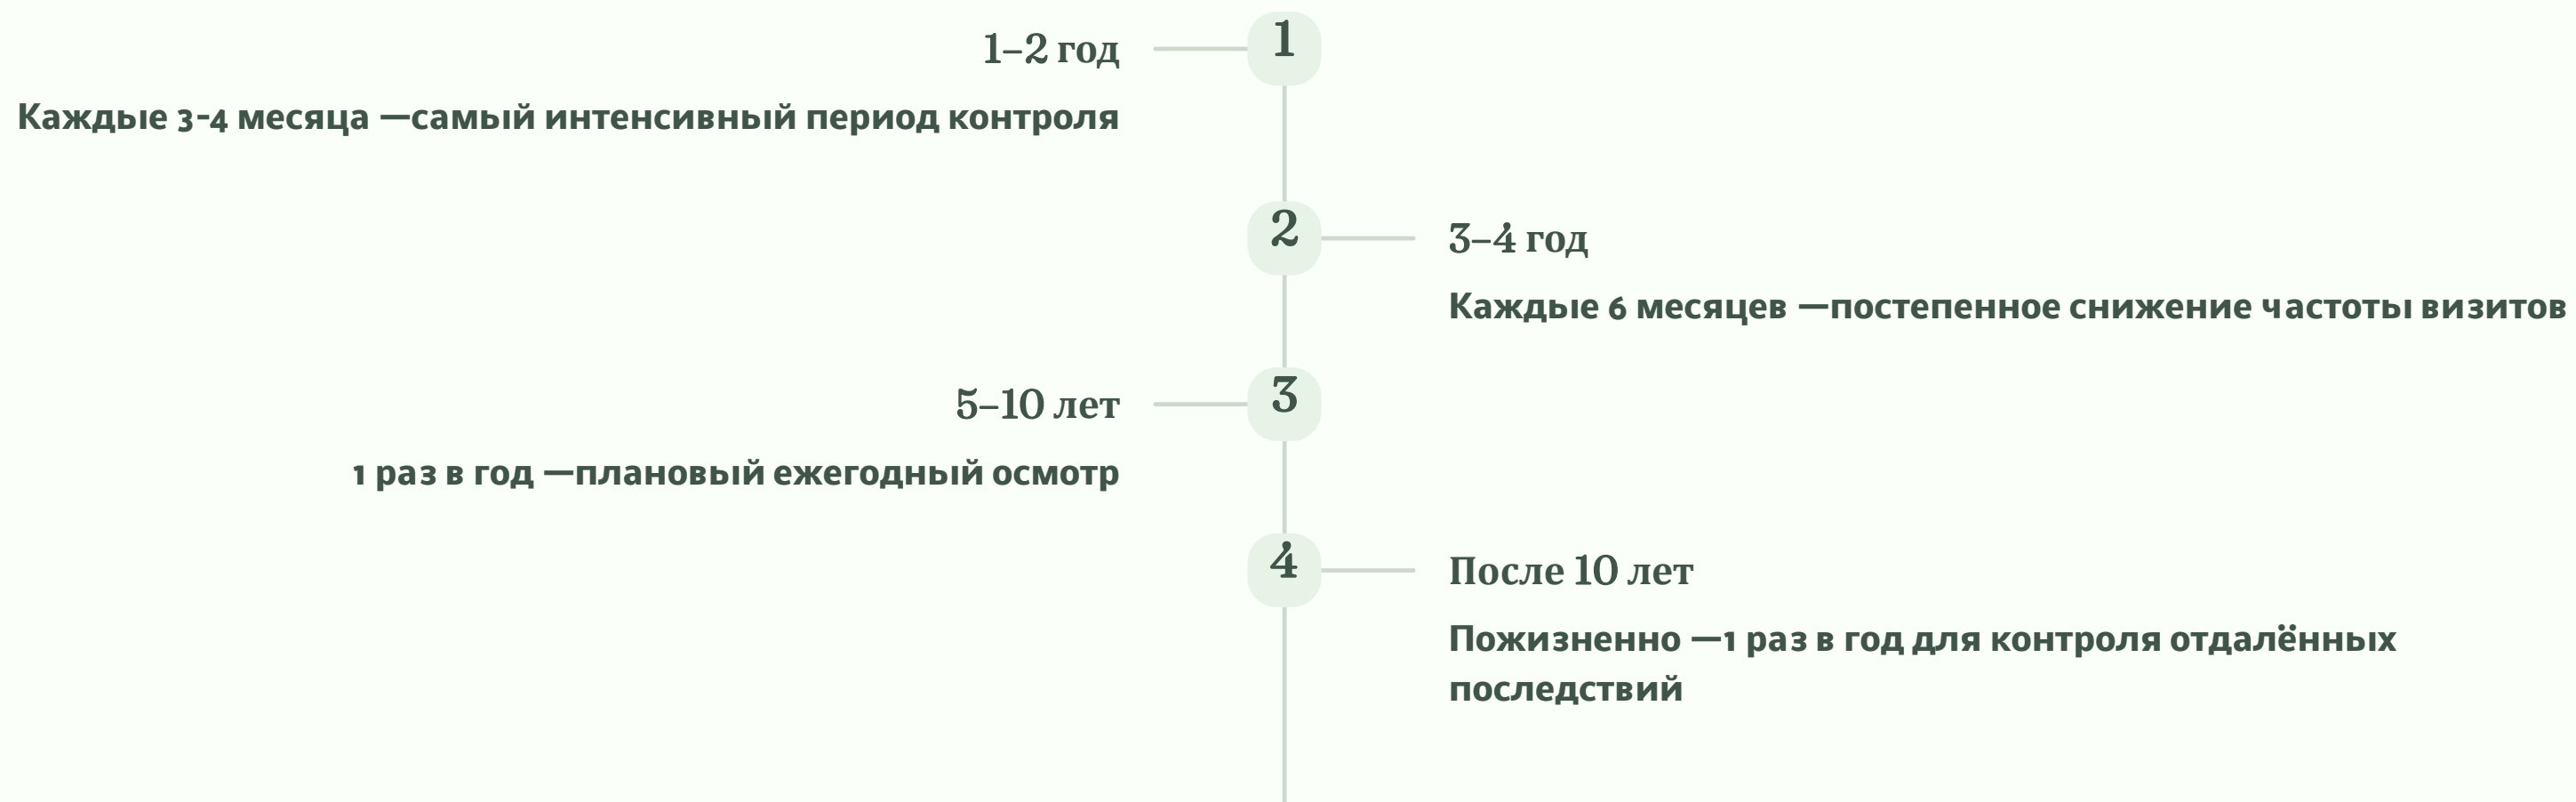 1
1–2 год
Каждые 3-4 месяца —самый интенсивный период контроля
2
3–4 год
Каждые 6 месяцев —постепенное снижение частоты визитов
3
5–10 лет
1 раз в год —плановый ежегодный осмотр
4
После 10 лет
Пожизненно —1 раз в год для контроля отдалённых
последствий